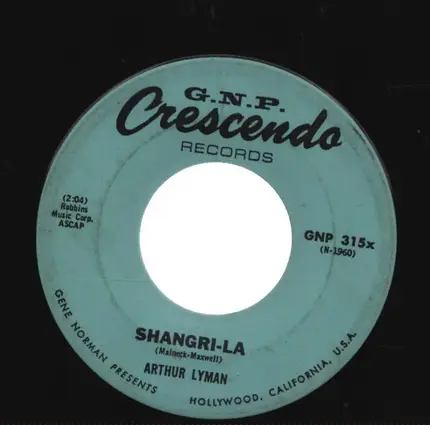 G.N.P.
Crescendo
RECORDS
(2:04)
Robbins
Music Corp.
ASCAP
GNP 315x
(N-1960)
SHANGRI-LA
(Malneck-Maxwell)
ARTHUR LYMAN
GENE NORMAN PRESENTS
HOLLYWOOD, CALIFORNIA, U.S.A.